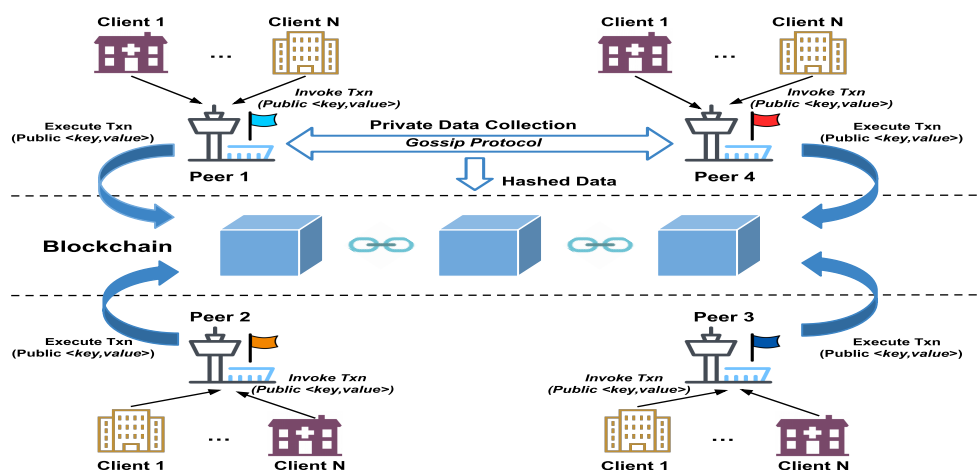 Client 1
...
Client N
Client 1
...
Client N
Invoke Txn
(Public <key,value>)
Invoke Txn
(Public <key,value>)
Execute Txn
(Public <key,value>)
Private Data Collection
Gossip Protocol
Execute Txn
(Public <key,value>)
Peer 1
Hashed Data
Peer 4
Blockchain
Peer 2
Peer 3
Execute Txn
(Public <key,value>)
Execute Txn
(Public <key,value>)
Invoke Txn
(Public <key,value>)
Invoke Txn
(Public <key,value>)
...
...
Client 1
Client N
Client 1
Client N